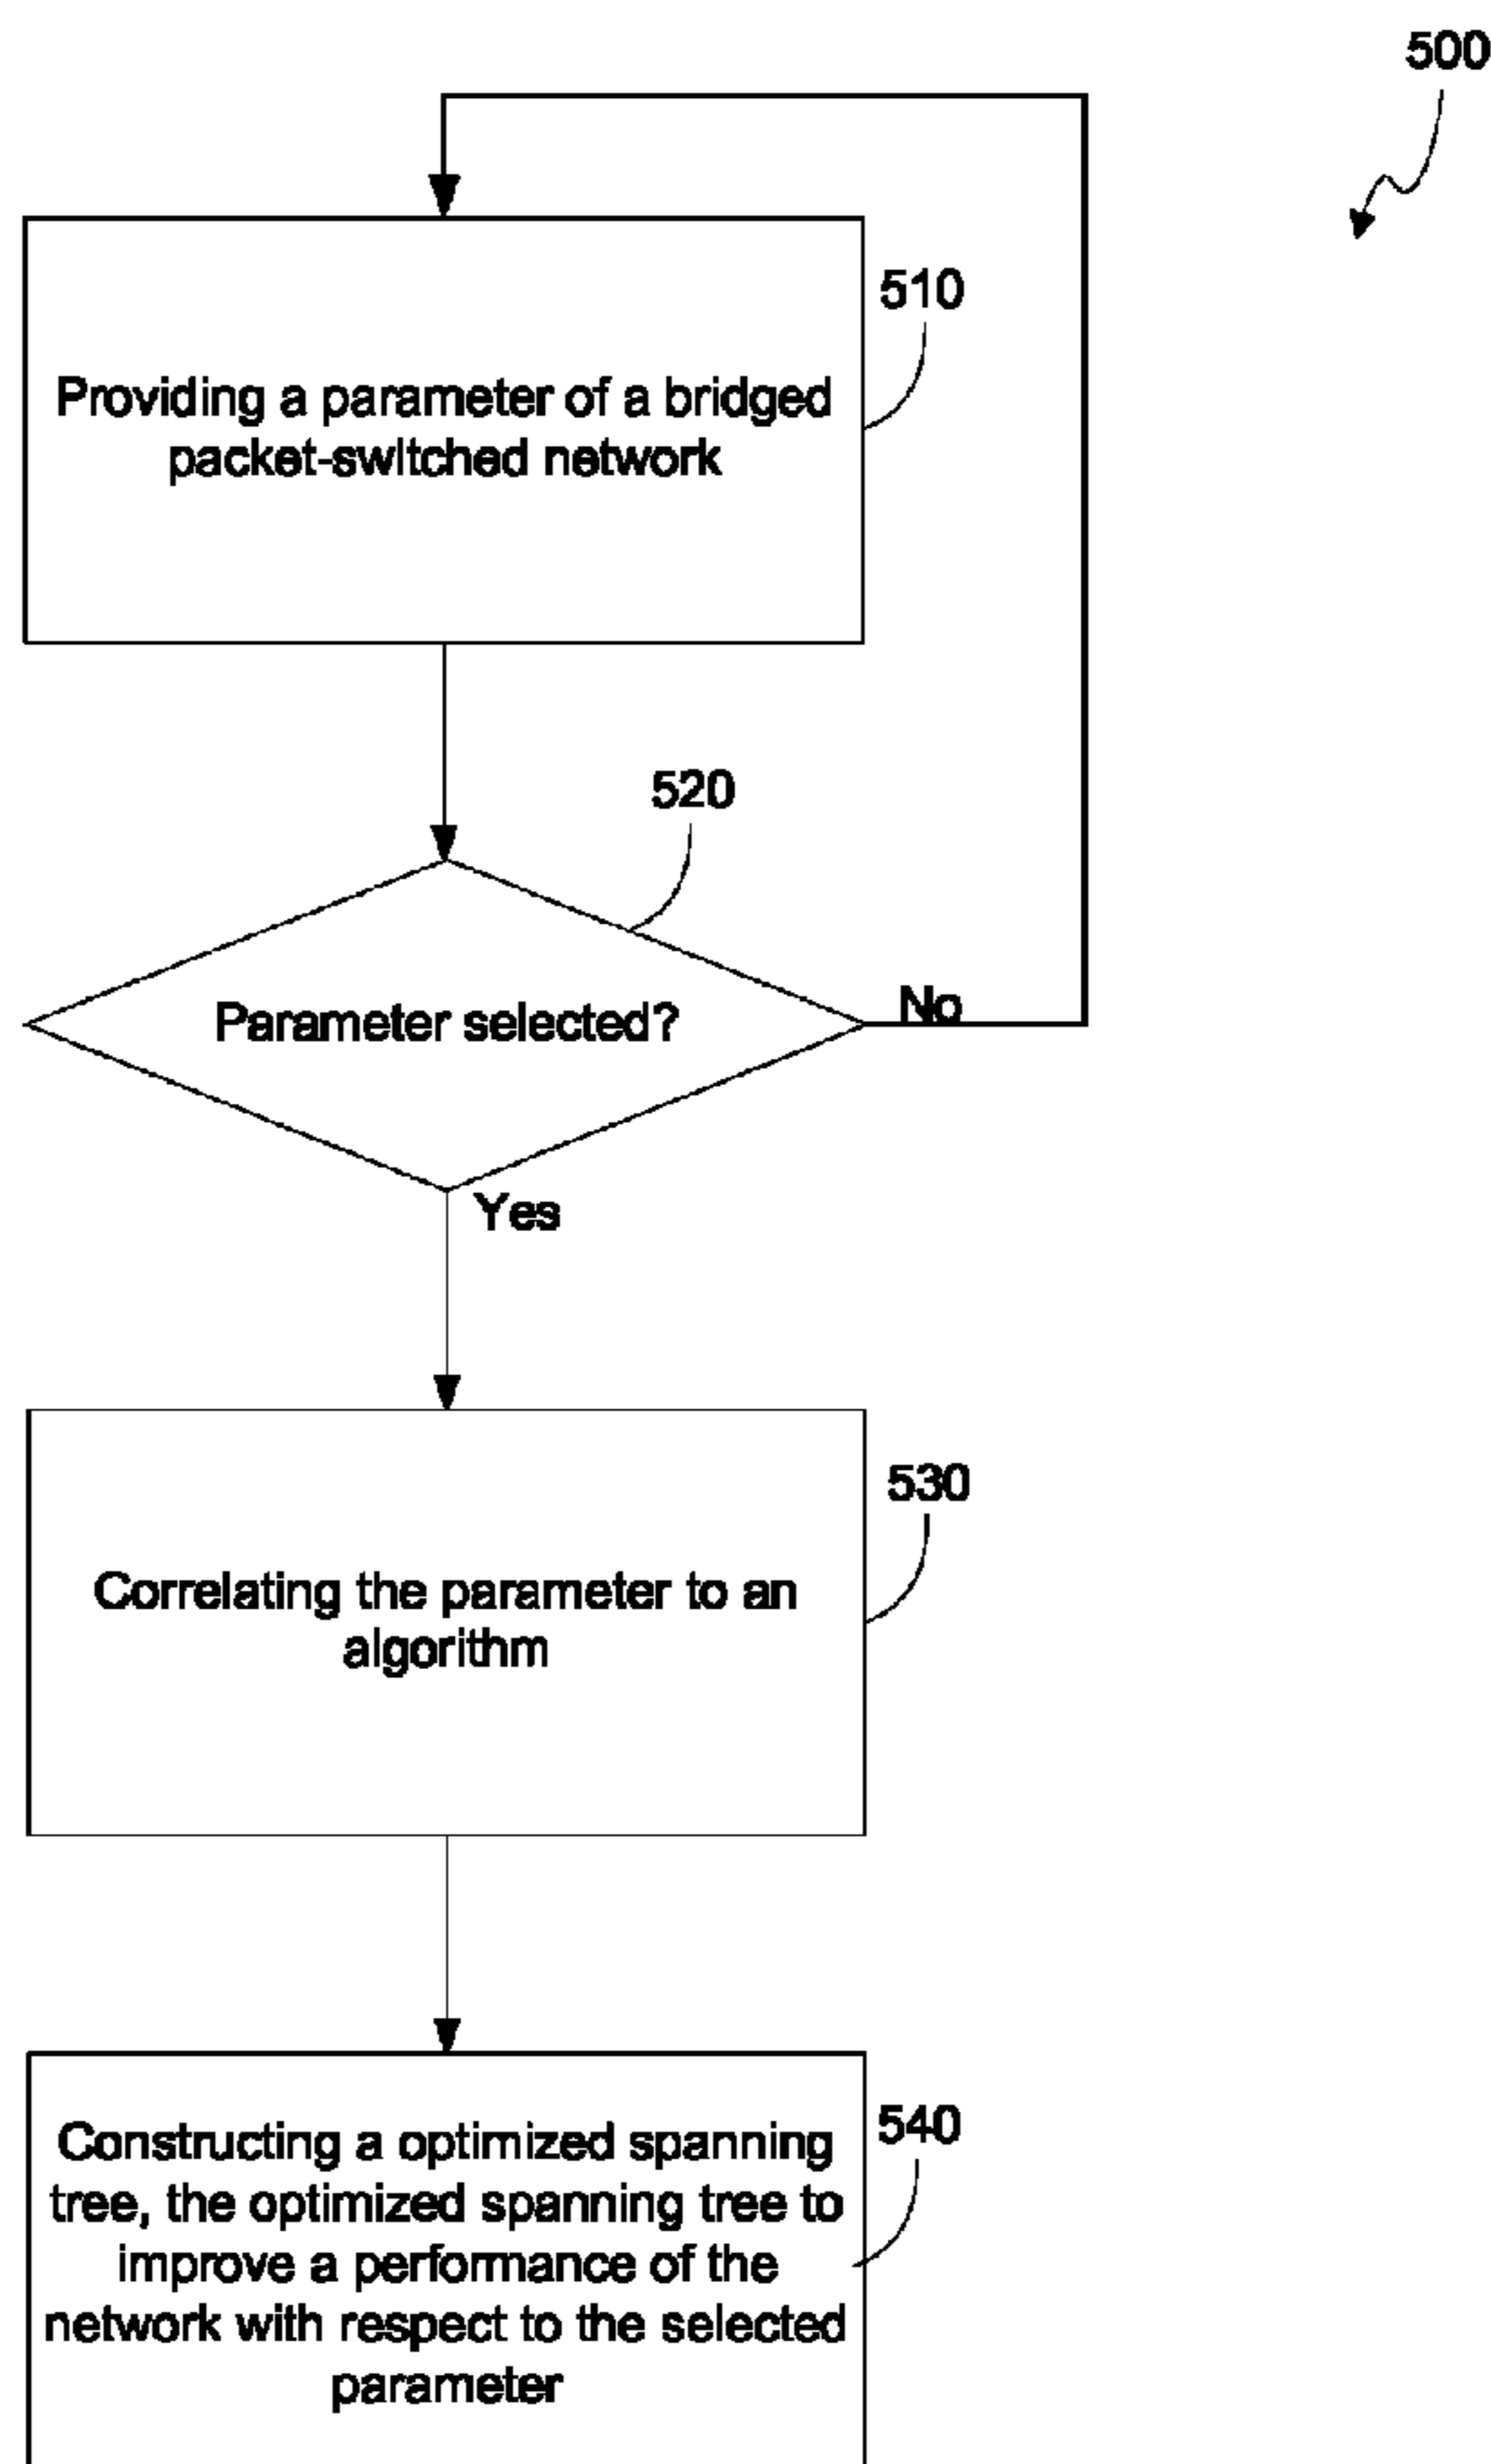 500
510
Providing a parameter of a bridged
packet-switched network
520
Parameter selected?
No
Yes
530
Correlating the parameter to an
algorithm
540
Constructing a optimized spanning
tree, the optimized spanning tree to
improve a performance of the
network with respect to the selected
parameter